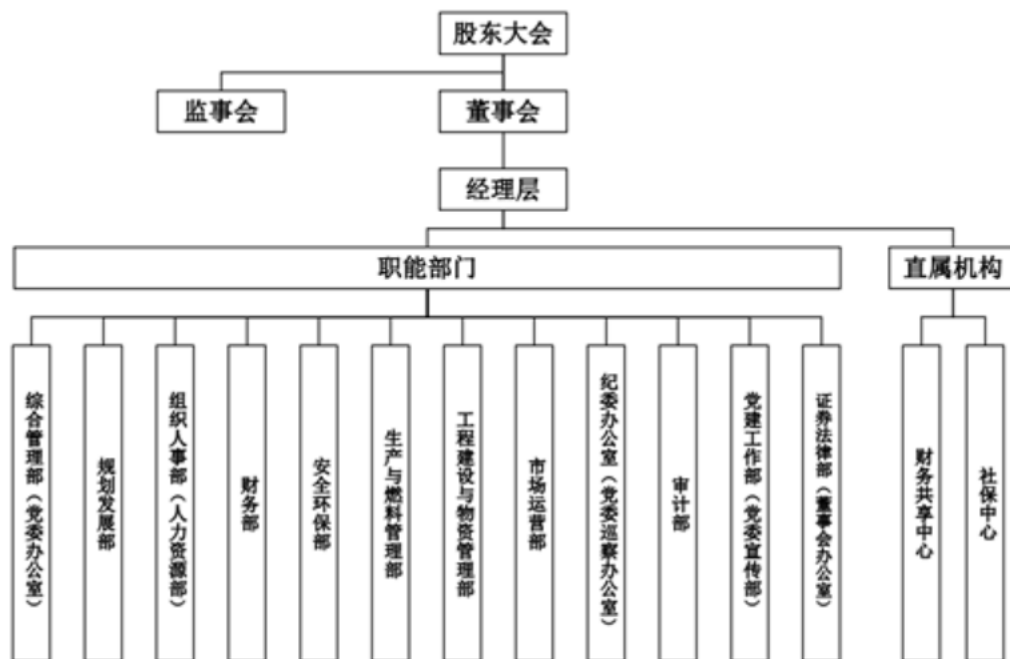 股东大会
监事会
董事会
经理层
职能部门
直属机构
综合管理部（党委办公室）
规划发展部
组织人事部（人力资源部）
财务部
安全环保部
生产与燃料管理部
工程建设与物资管理部
市场运营部
纪委办公室（党委巡察办公室）
审计部
党建工作部（党委宣传部）
证券法律部（董事会办公室）
财务共享中心
社保中心